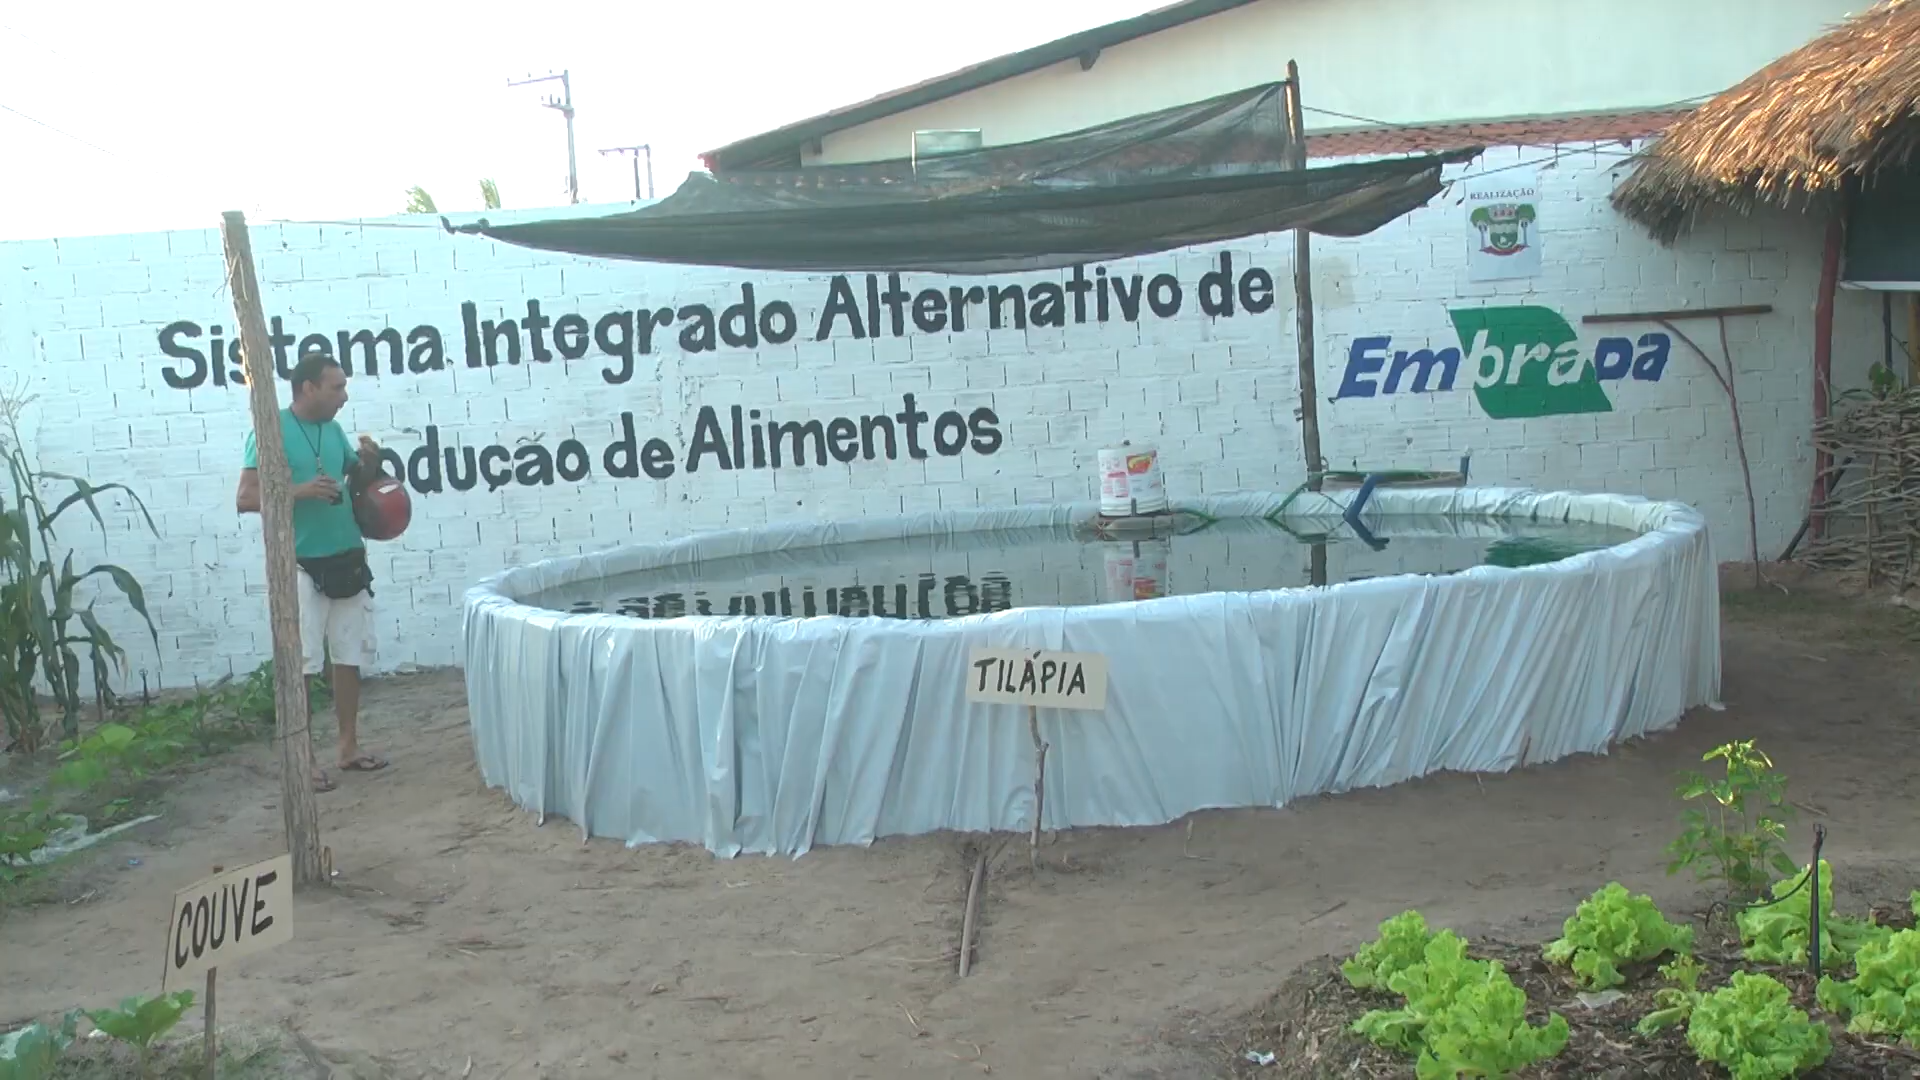 Sistema Integrado Alternativo de
odução de Alimentos
REALIZAÇÃO
Embrapa
TILÁPIA
COUVE